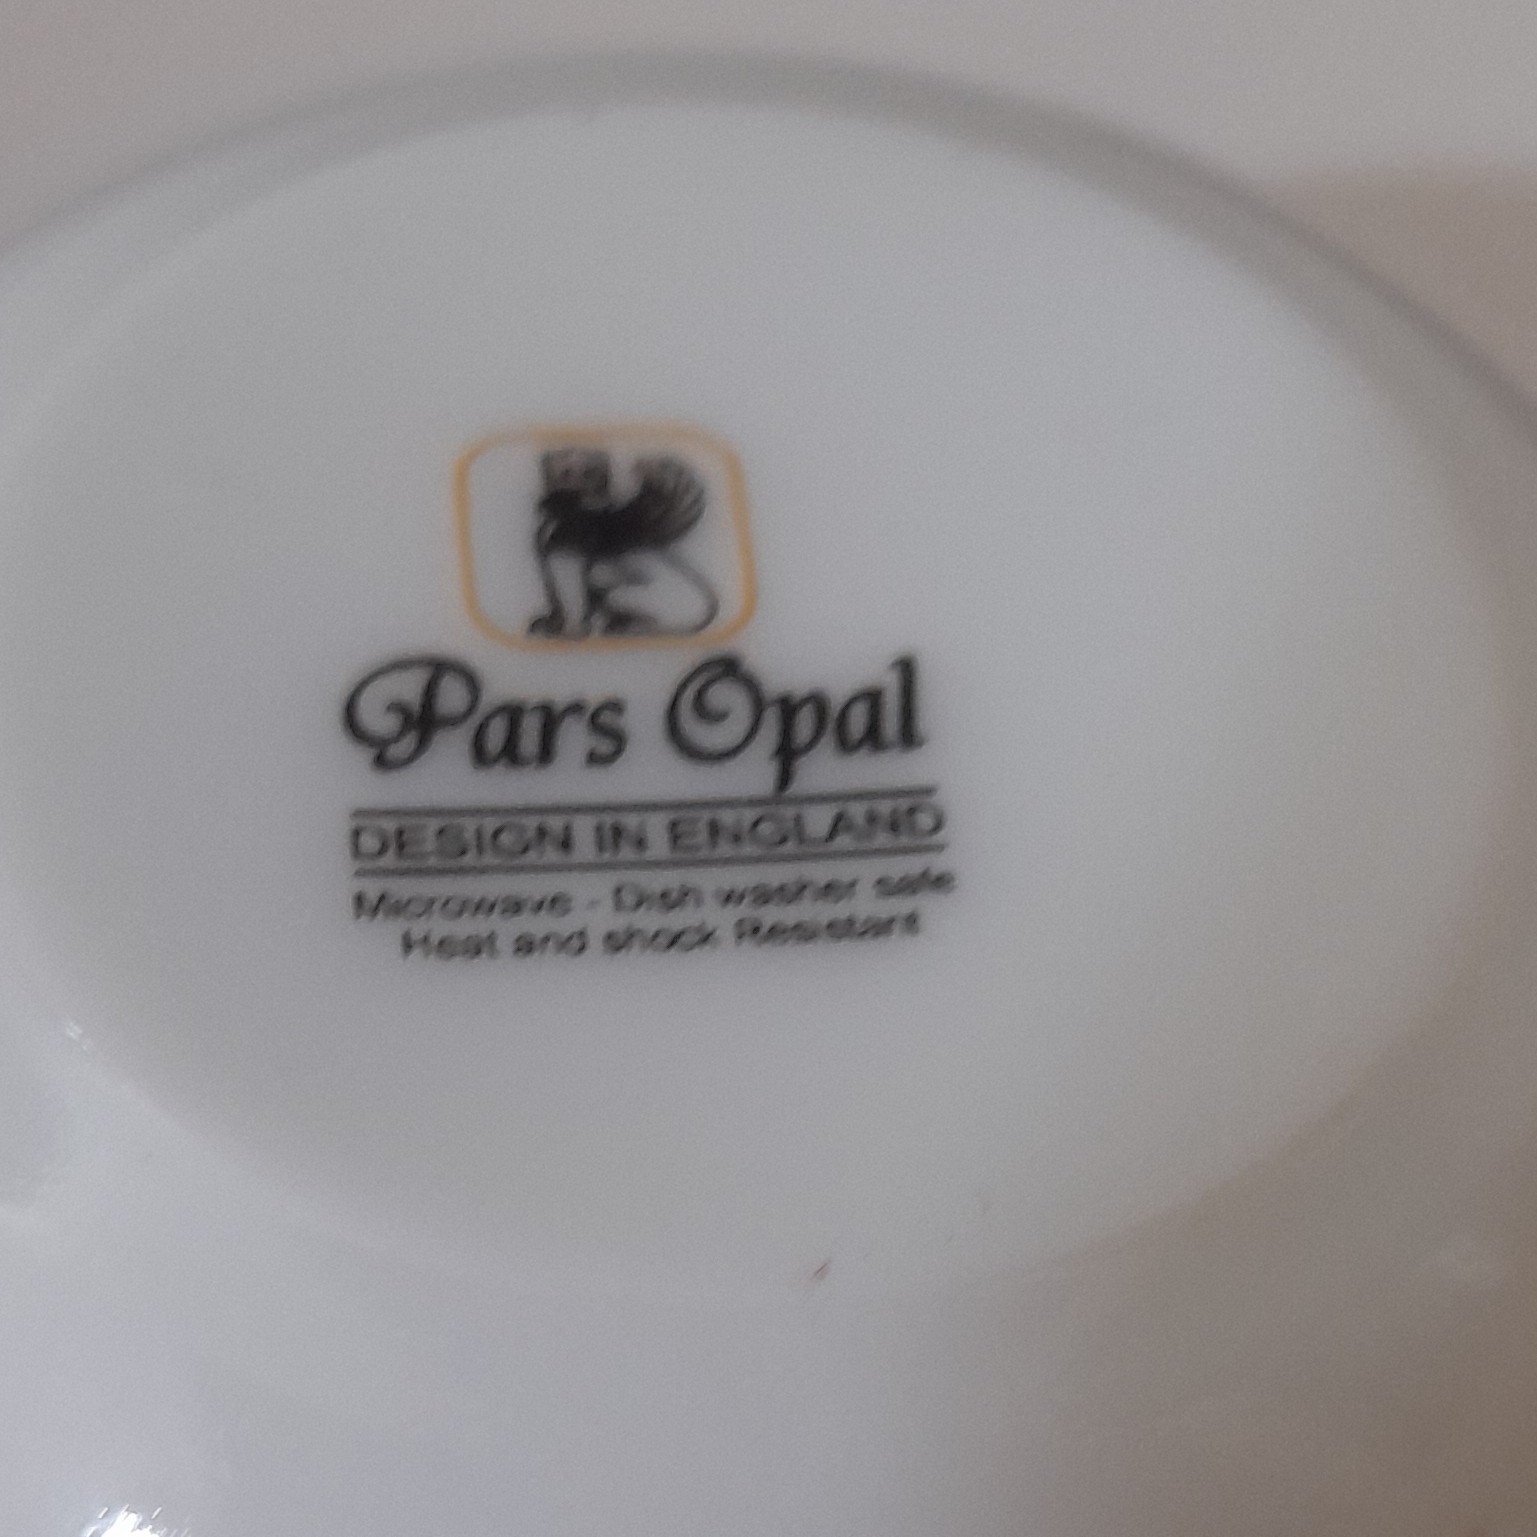 Pars Opal
DESIGN IN ENGLAND
Microwave - Dish washer safe
Heat and shock Resistant